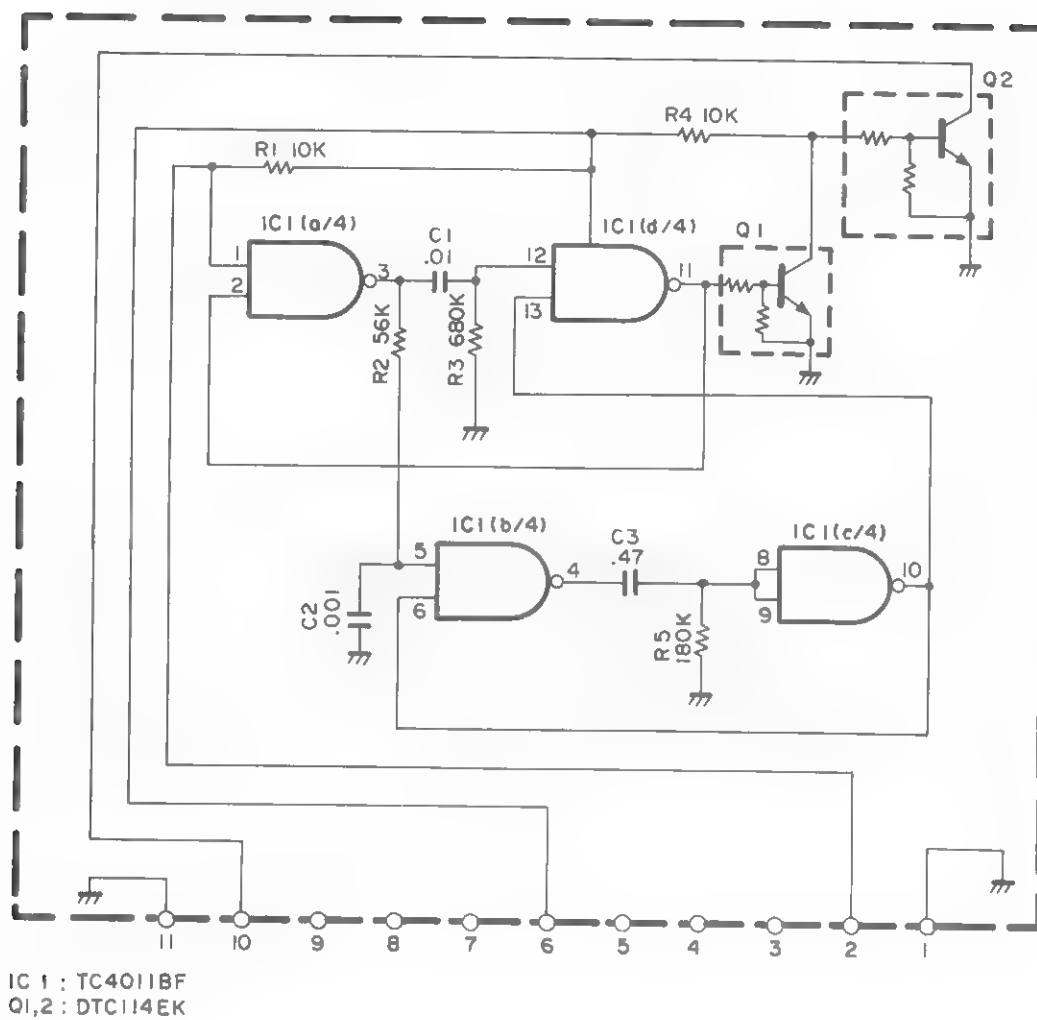 Q2
R4 10K
R1 10K
IC1(a/4)
C1
.01
IC1(d/4)
Q1
1
2
3
12
13
11
R2 56K
R3 680K
IC1(b/4)
C3
.47
IC1(c/4)
5
6
4
8
9
10
C2
.001
R5
180K
11
10
9
8
7
6
5
4
3
2
1
IC 1 : TC4011BF
Q1,2 : DTC114EK